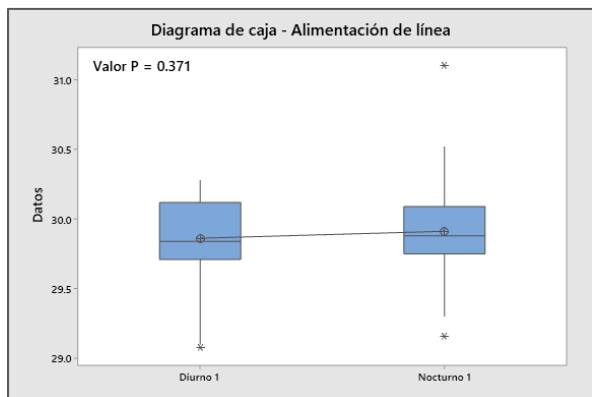 Diagrama de caja - Alimentación de línea
Valor P = 0.371
31.0
30.5
30.0
29.5
29.0
Datos
Diurno 1
Nocturno 1